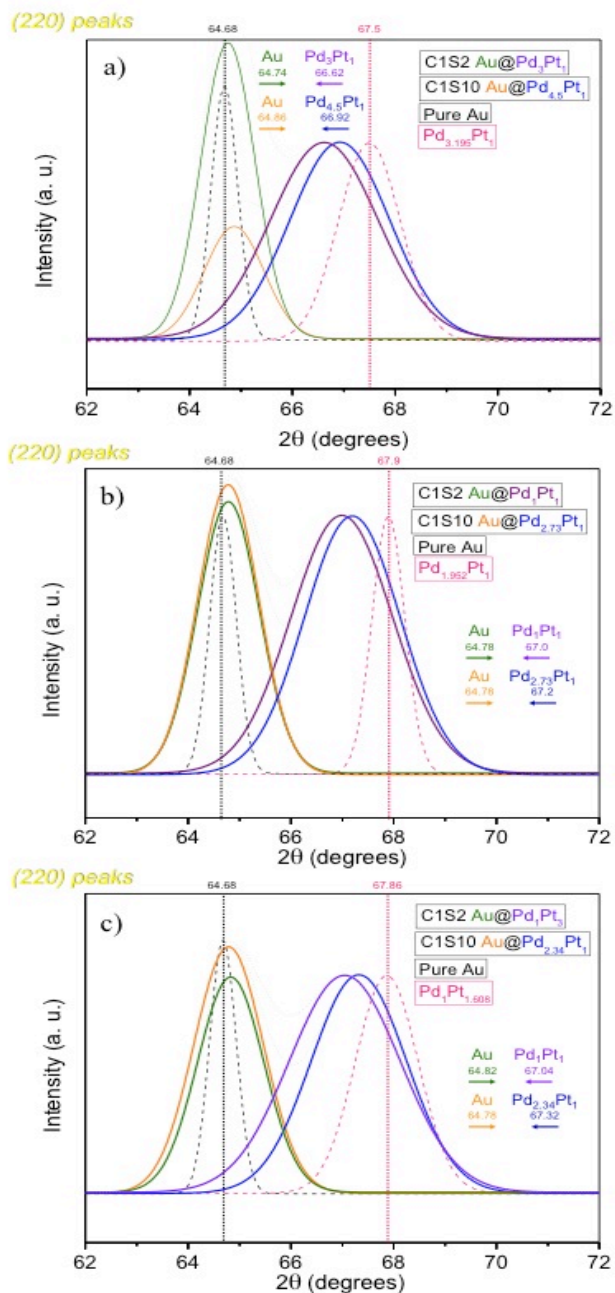 (220) peaks
64.68 67.5
a)
Au Pd3Pt1
64.74 66.62
Au Pd4.5Pt1
64.86 66.92
C1S2 Au@Pd3Pt1
C1S10 Au@Pd4.5Pt1
Pure Au
Pd3.195Pt1
Intensity (a. u.)
62 64 66 68 70 72
2θ (degrees)
(220) peaks
64.68 67.9
b)
C1S2 Au@Pd1Pt1
C1S10 Au@Pd2.73Pt1
Pure Au
Pd1.952Pt1
Au Pd1Pt1
64.78 67.0
Au Pd2.73Pt1
64.76 67.2
Intensity (a. u.)
62 64 66 68 70 72
2θ (degrees)
(220) peaks
64.68 67.86
c)
C1S2 Au@Pd1Pt3
C1S10 Au@Pd2.34Pt1
Pure Au
Pd1Pt1.608
Au Pd1Pt1
64.82 67.04
Au Pd2.34Pt1
64.78 67.32
Intensity (a. u.)
62 64 66 68 70 72
2θ (degrees)